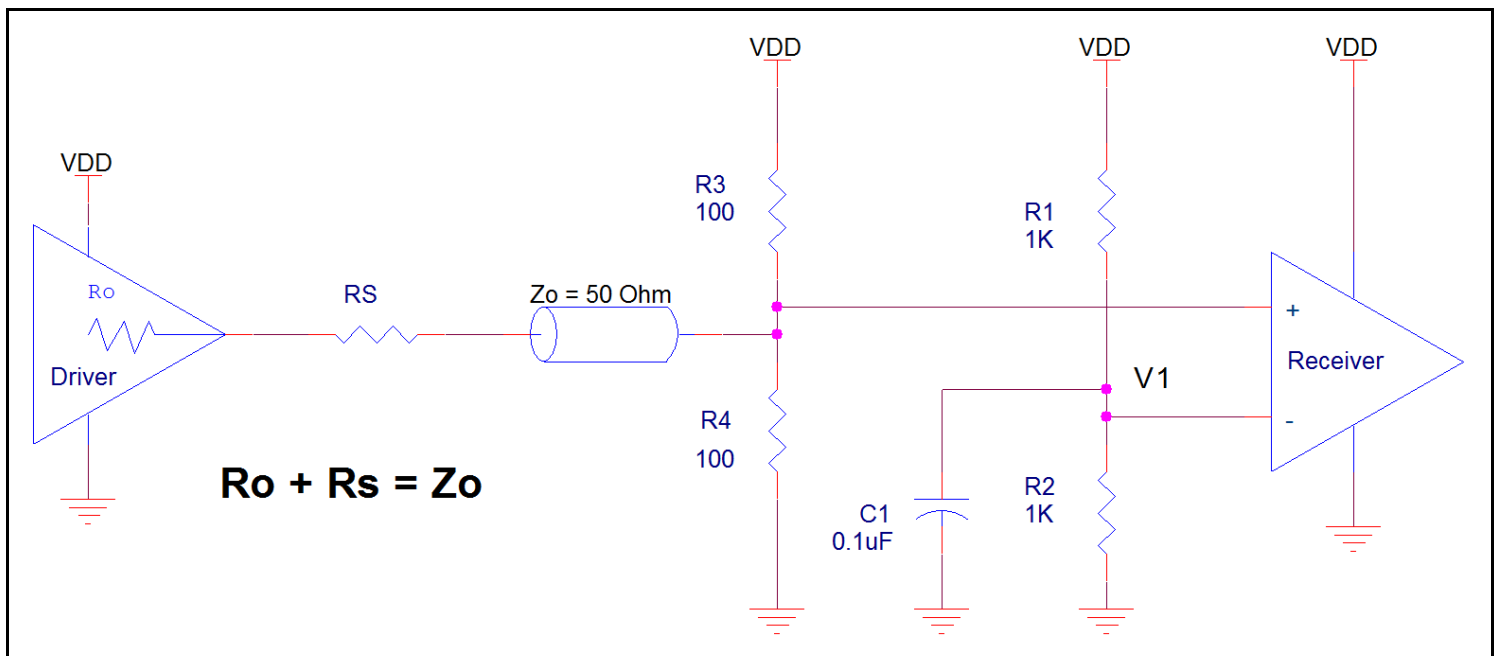 VDD
VDD
VDD
VDD
R3
100
R1
1K
Ro
RS
Zo = 50 Ohm
+
Driver
Receiver
V1
R4
100
-
Ro + Rs = Zo
C1
0.1uF
R2
1K